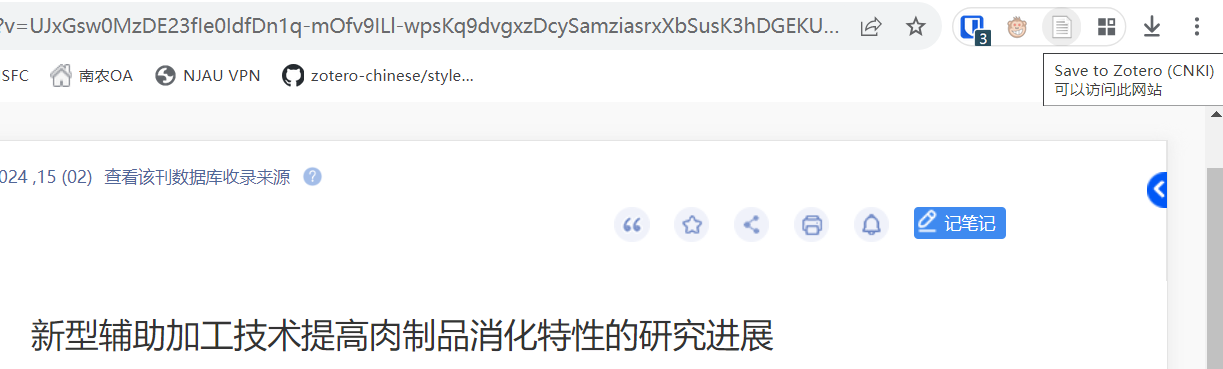 ?v=UJxGsw0MzDE23fIe0IdfDn1q-mOfv9ILl-wpsKq9dvgxzDcySamziasrxXbSusK3hDGEKU...
3
SFC 南农OA NJAU VPN zotero-chinese/style...
Save to Zotero (CNKI)
可以访问此网站
024 ,15 (02) 查看该刊数据库收录来源 ?
记笔记
新型辅助加工技术提高肉制品消化特性的研究进展